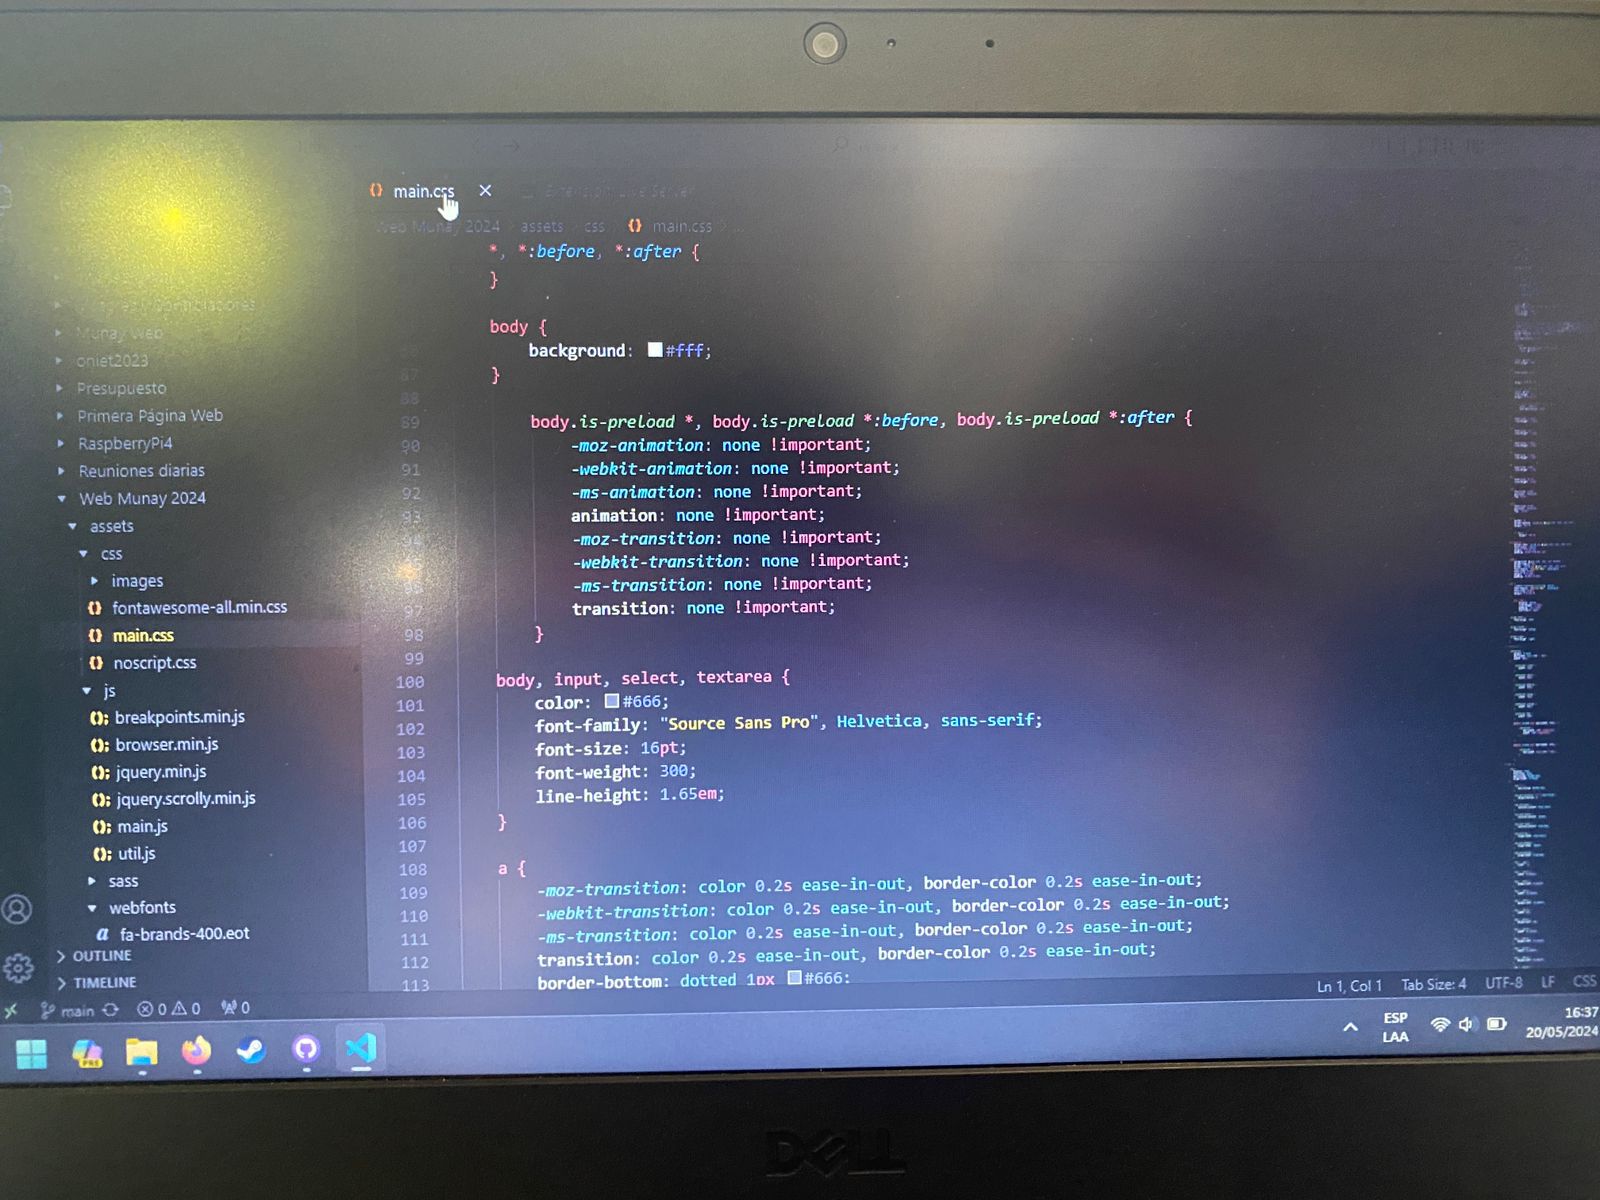 main.css
Extension: Live Server
Web Munay 2024 > assets > css > main.css > ...
Munay Web
oniet2023
Presupuesto
Primera Página Web
RaspberryPi4
Reuniones diarias
Web Munay 2024
assets
css
images
fontawesome-all.min.css
main.css
noscript.css
js
breakpoints.min.js
browser.min.js
jquery.min.js
jquery.scrolly.min.js
main.js
util.js
sass
webfonts
fa-brands-400.eot
OUTLINE
TIMELINE
*, *:before, *:after {
}
body {
background: #fff;
87 }
88
89 body.is-preload *, body.is-preload *:before, body.is-preload *:after {
90 -moz-animation: none !important;
91 -webkit-animation: none !important;
92 -ms-animation: none !important;
93 animation: none !important;
94 -moz-transition: none !important;
-webkit-transition: none !important;
96 -ms-transition: none !important;
97 transition: none !important;
98 }
99
100 body, input, select, textarea {
101 color: #666;
102 font-family: "Source Sans Pro", Helvetica, sans-serif;
103 font-size: 16pt;
104 font-weight: 300;
105 line-height: 1.65em;
106 }
107
108 a {
109 -moz-transition: color 0.2s ease-in-out, border-color 0.2s ease-in-out;
110 -webkit-transition: color 0.2s ease-in-out, border-color 0.2s ease-in-out;
111 -ms-transition: color 0.2s ease-in-out, border-color 0.2s ease-in-out;
112 transition: color 0.2s ease-in-out, border-color 0.2s ease-in-out;
113 border-bottom: dotted 1px #666;
main 0 0 0 Ln 1, Col 1 Tab Size: 4 UTF-8 LF CSS
PRE
ESP
LAA
16:37
20/05/2024
DELL